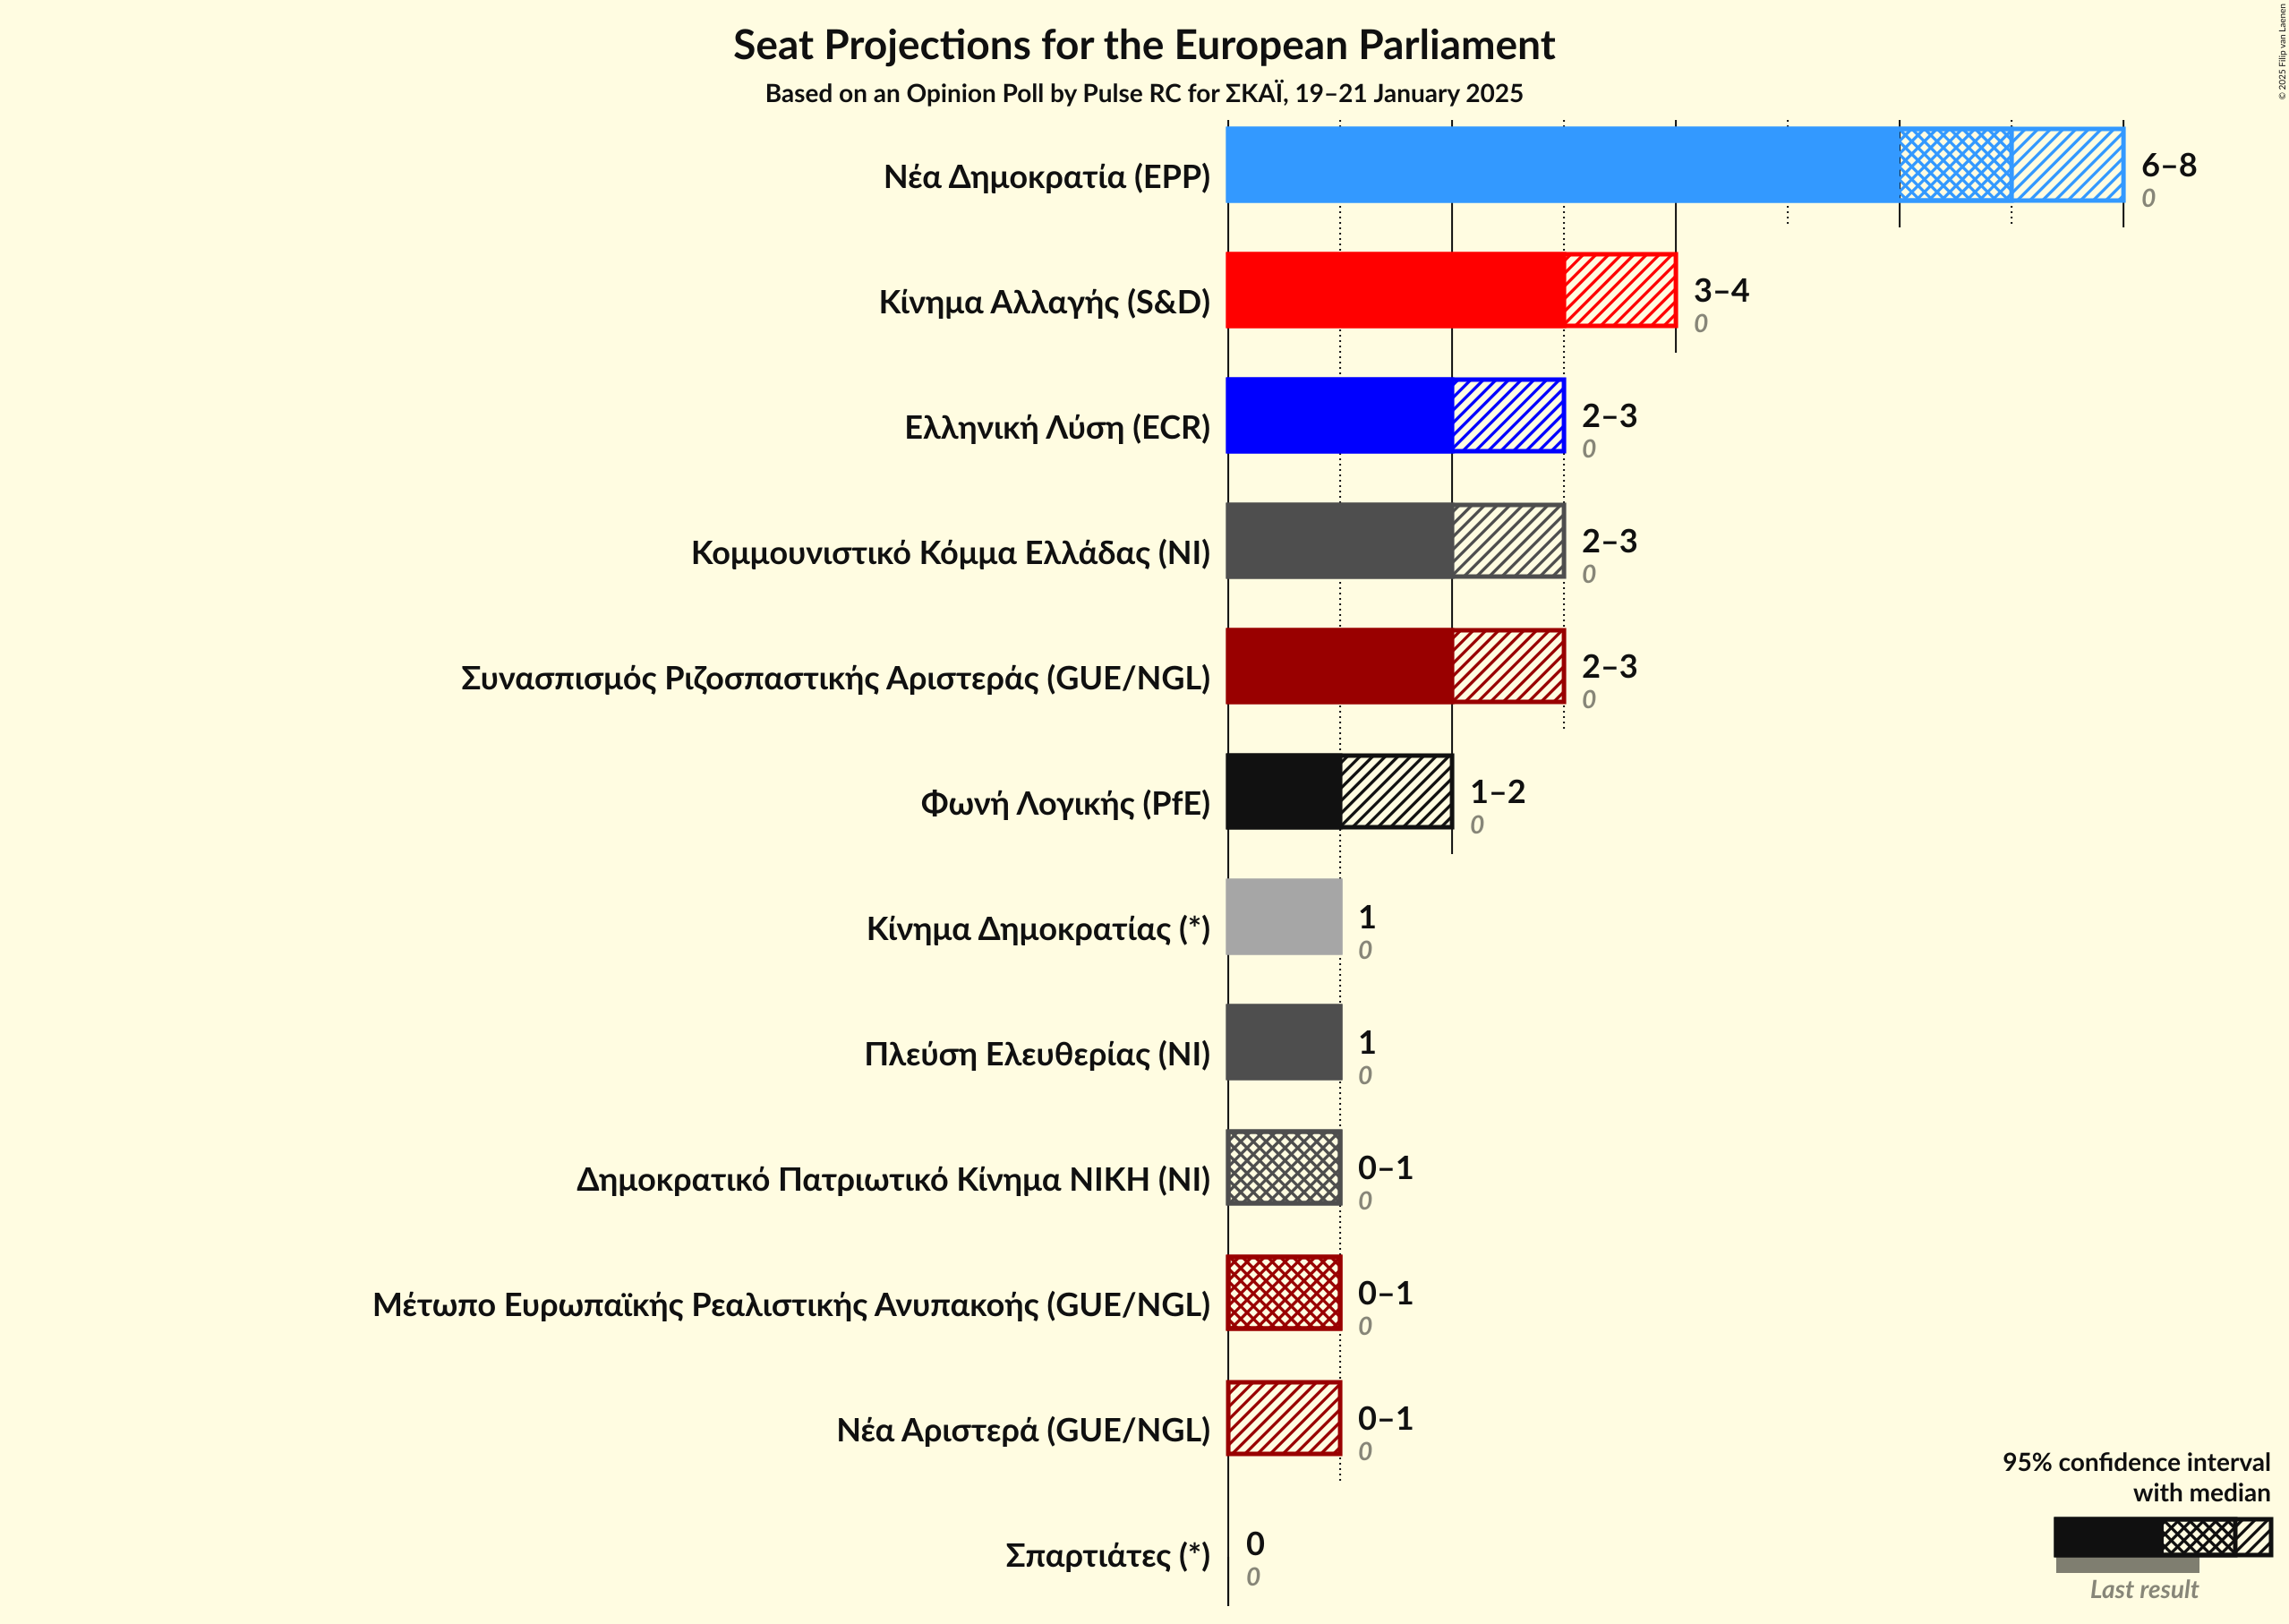 Seat Projections for the European Parliament
Based on an Opinion Poll by Pulse RC for ΣΚΑΪ, 19–21 January 2025
© 2025 Filip van Laenen
Νέα Δημοκρατία (EPP)
6–8
0
Κίνημα Αλλαγής (S&D)
3–4
0
Ελληνική Λύση (ECR)
2–3
0
Κομμουνιστικό Κόμμα Ελλάδας (NI)
2–3
0
Συνασπισμός Ριζοσπαστικής Αριστεράς (GUE/NGL)
2–3
0
Φωνή Λογικής (PfE)
1–2
0
Κίνημα Δημοκρατίας (*)
1
0
Πλεύση Ελευθερίας (NI)
1
0
Δημοκρατικό Πατριωτικό Κίνημα ΝΙΚΗ (NI)
0–1
0
Μέτωπο Ευρωπαϊκής Ρεαλιστικής Ανυπακοής (GUE/NGL)
0–1
0
Νέα Αριστερά (GUE/NGL)
0–1
0
Σπαρτιάτες (*)
0
0
95% confidence interval
with median
Last result